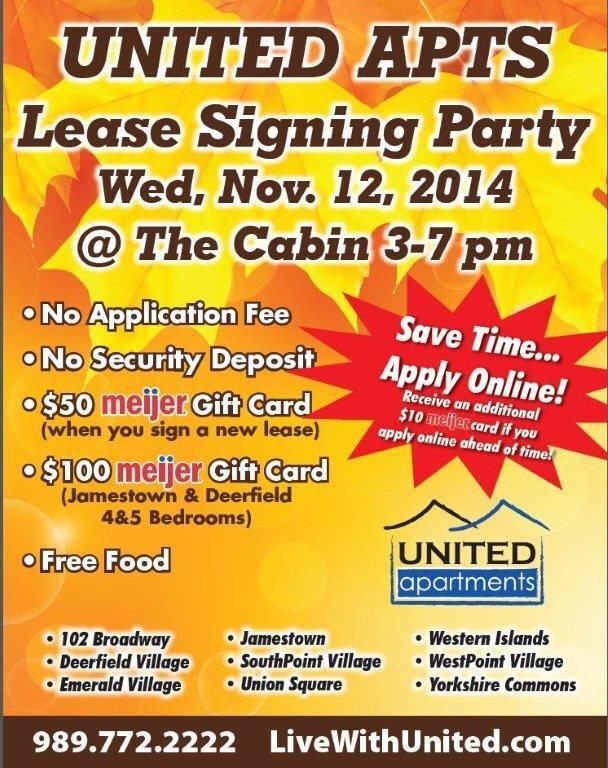 UNITED APTS
Lease Signing Party
Wed, Nov. 12, 2014
@ The Cabin 3-7 pm
• No Application Fee
• No Security Deposit
• $50 meijer Gift Card
(when you sign a new lease)
• $100 meijer Gift Card
(Jamestown & Deerfield
4&5 Bedrooms)
• Free Food
Save Time...
Apply Online!
Receive an additional
$10 meijer card if you
apply online ahead of time!
UNITED
apartments
• 102 Broadway
• Deerfield Village
• Emerald Village
• Jamestown
• SouthPoint Village
• Union Square
• Western Islands
• WestPoint Village
• Yorkshire Commons
989.772.2222 LiveWithUnited.com